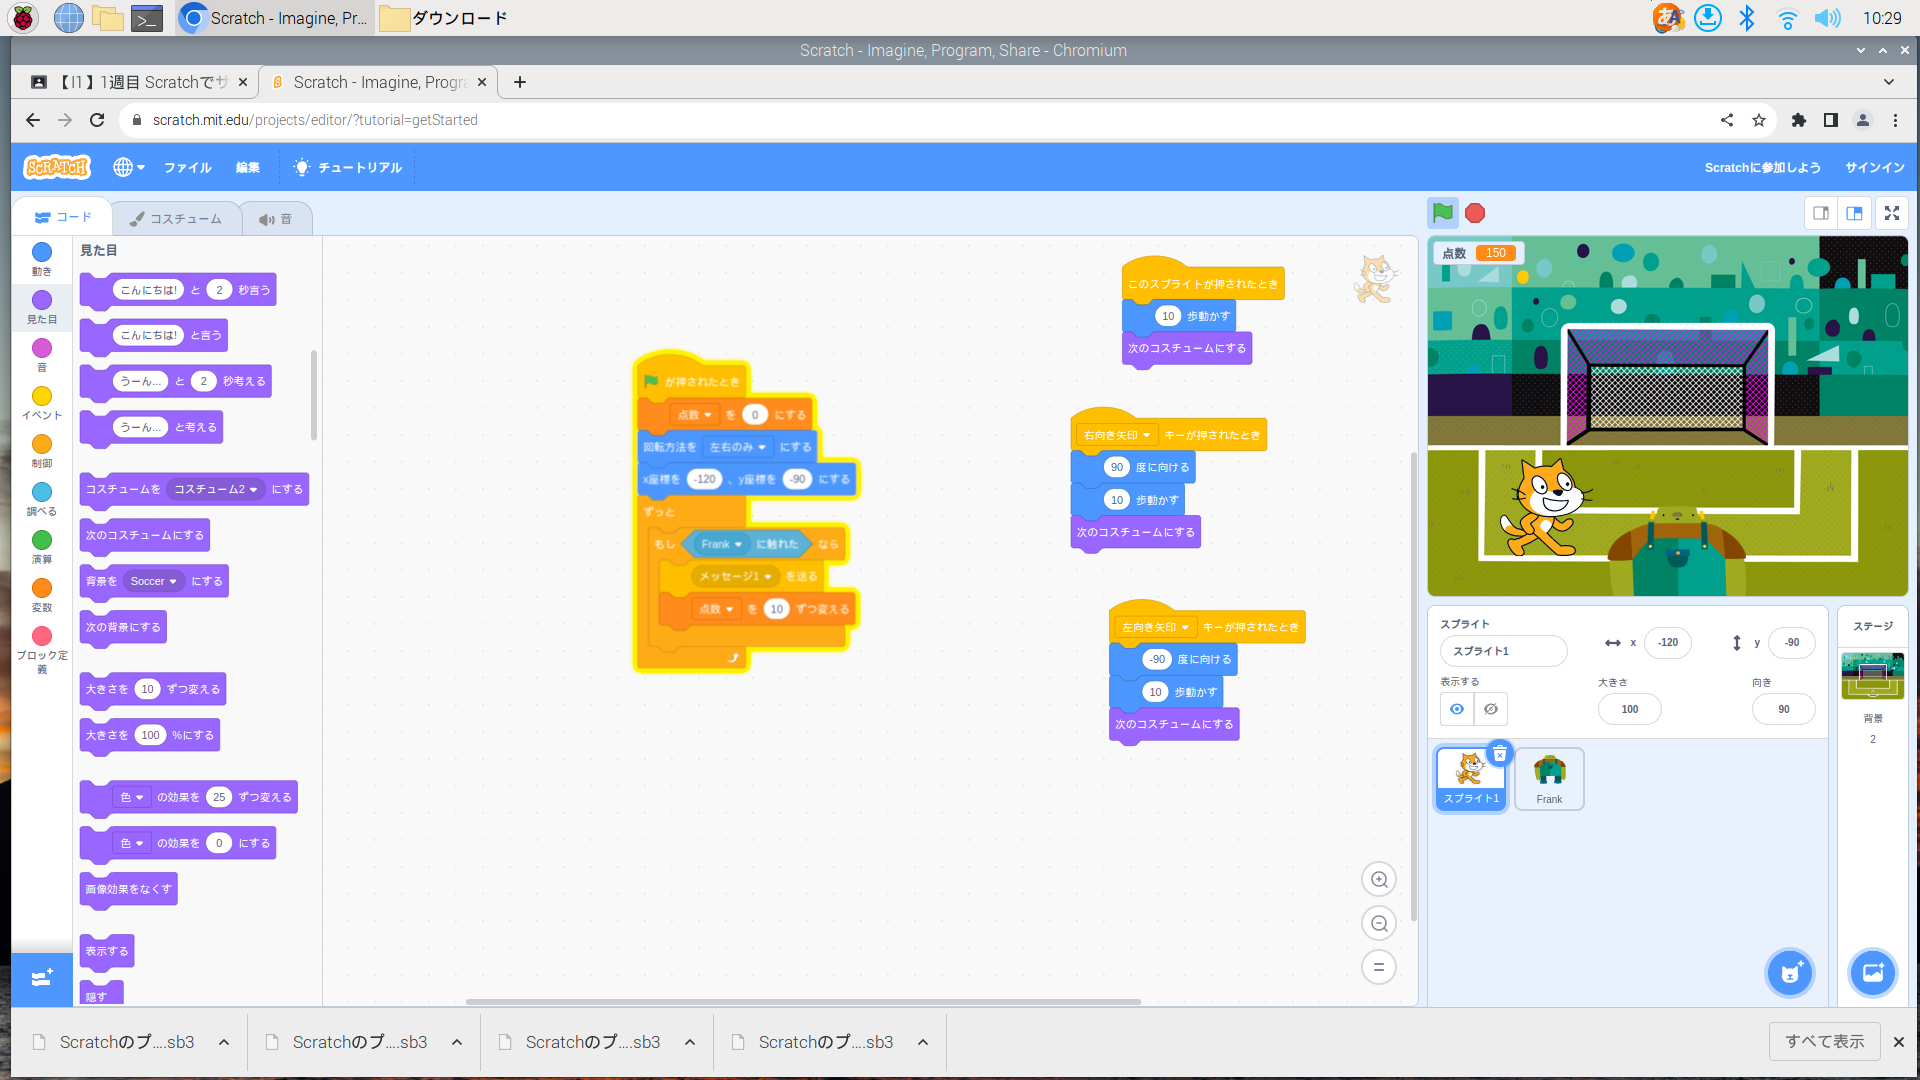 Scratch - Imagine, Pr...
ダウンロード
10:29
Scratch - Imagine, Program, Share - Chromium
【I1】1週目 Scratchでサ
Scratch - Imagine, Progra
scratch.mit.edu/projects/editor/?tutorial=getStarted
SCRATCH
ファイル
編集
チュートリアル
Scratchに参加しよう
サインイン
コード
コスチューム
音
動き
見た目
音
イベント
制御
調べる
演算
変数
ブロック定
義
見た目
こんにちは! と 2 秒言う
こんにちは! と言う
うーん... と 2 秒考える
うーん... と考える
コスチュームを コスチューム2 にする
次のコスチュームにする
背景を Soccer にする
次の背景にする
大きさを 10 ずつ変える
大きさを 100 %にする
色 の効果を 25 ずつ変える
色 の効果を 0 にする
画像効果をなくす
表示する
隠す
が押されたとき
点数 を 0 にする
回転方法を 左右のみ にする
x座標を -120 、y座標を -90 にする
ずっと
もし Frank に触れた なら
メッセージ1 を送る
点数 を 10 ずつ変える
このスプライトが押されたとき
10 歩動かす
次のコスチュームにする
右向き矢印 キーが押されたとき
90 度に向ける
10 歩動かす
次のコスチュームにする
左向き矢印 キーが押されたとき
-90 度に向ける
10 歩動かす
次のコスチュームにする
点数 150
スプライト
スプライト1
x -120
y -90
表示する
大きさ
100
向き
90
スプライト1
Frank
ステージ
背景
2
Scratchのプ....sb3
Scratchのプ....sb3
Scratchのプ....sb3
Scratchのプ....sb3
すべて表示